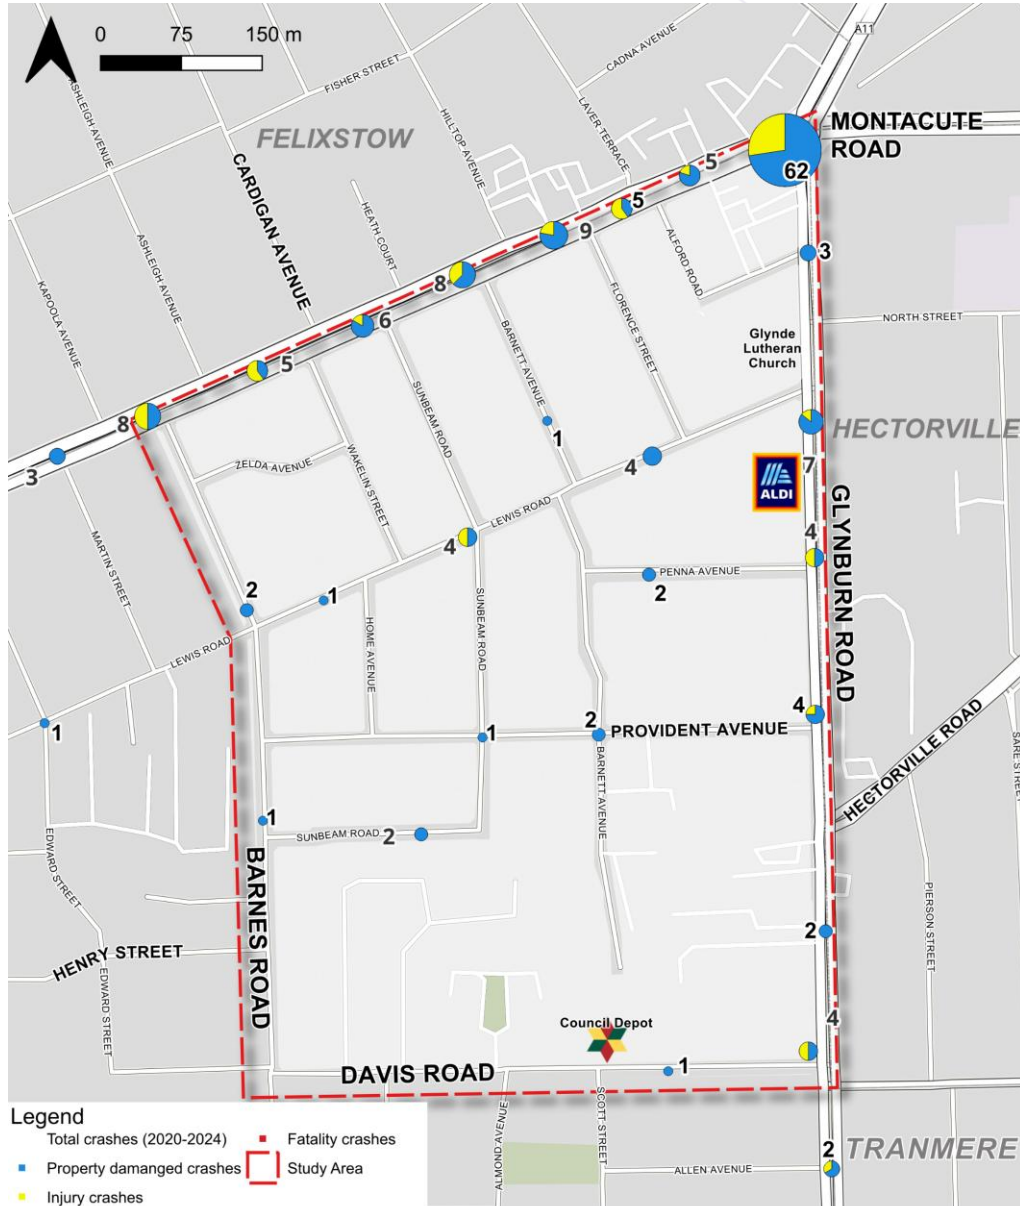 0 75 150 m
A11
CADNA AVENUE
FISHER STREET
ASHLEIGH AVENUE
FELIXSTOW
HILLTOP AVENUE
LAVER TERRACE
MONTACUTE
ROAD
62
CARDIGAN AVENUE
HEATH COURT
5
5
9
8
6
5
8
3
KAPOOLA AVENUE
ASHLEIGH AVENUE
ALFORD ROAD
3
FLORENCE STREET
NORTH STREET
Glynde
Lutheran
Church
BARNETT AVENUE
SUNBEAM ROAD
1
HECTORVILLE
ZELDA AVENUE
WAKELIN STREET
4
7
ALDI
LEWIS ROAD
4
4
GLYNBURN ROAD
MARTIN STREET
PENNA AVENUE
2
2
1
SUNBEAM ROAD
HOME AVENUE
LEWIS ROAD
4
1
2
PROVIDENT AVENUE
1
HECTORVILLE ROAD
SARE STREET
BARNETT AVENUE
1
SUNBEAM ROAD
2
EDWARD STREET
BARNES ROAD
PIERSON STREET
HENRY STREET
2
EDWARD STREET
4
Council Depot
DAVIS ROAD
1
ALMOND AVENUE
SCOTT STREET
2
TRANMERE
ALLEN AVENUE
Legend
Total crashes (2020-2024)
Property damanged crashes
Injury crashes
Fatality crashes
Study Area